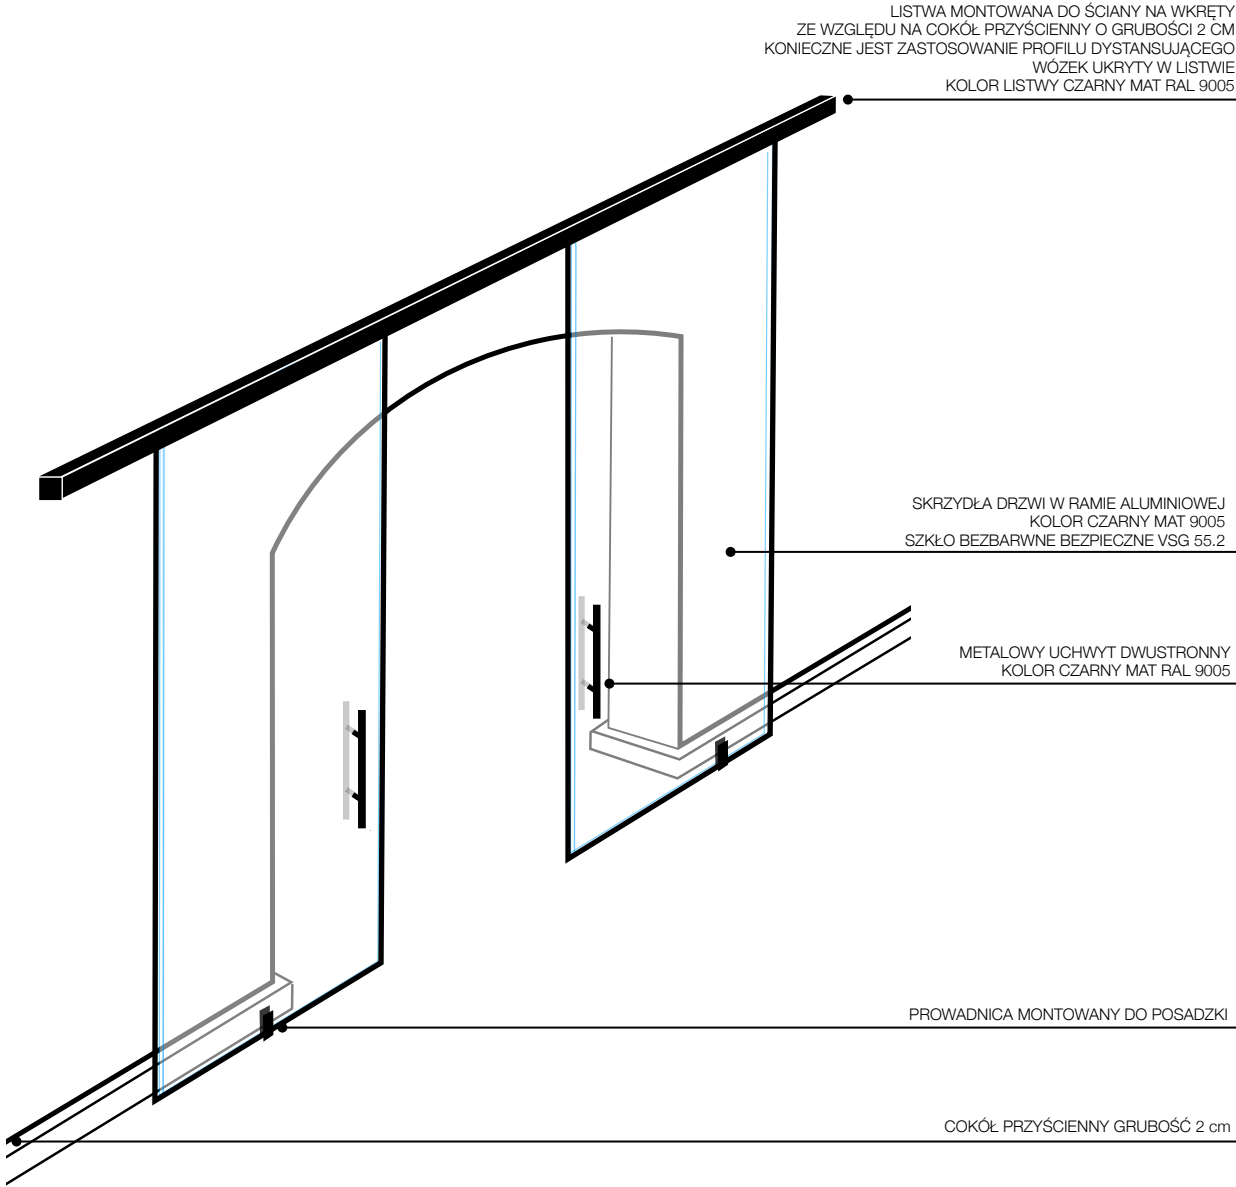 LISTWA MONTOWANA DO ŚCIANY NA WKRĘTY
ZE WZGLĘDU NA COKÓŁ PRZYŚCIENNY O GRUBOŚCI 2 CM
KONIECZNE JEST ZASTOSOWANIE PROFILU DYSTANSUJĄCEGO
WÓZEK UKRYTY W LISTWIE
KOLOR LISTWY CZARNY MAT RAL 9005
SKRZYDŁA DRZWI W RAMIE ALUMINIOWEJ
KOLOR CZARNY MAT 9005
SZKŁO BEZBARWNE BEZPIECZNE VSG 55.2
METALOWY UCHWYT DWUSTRONNY
KOLOR CZARNY MAT RAL 9005
PROWADNICA MONTOWANY DO POSADZKI
COKÓŁ PRZYŚCIENNY GRUBOŚĆ 2 cm